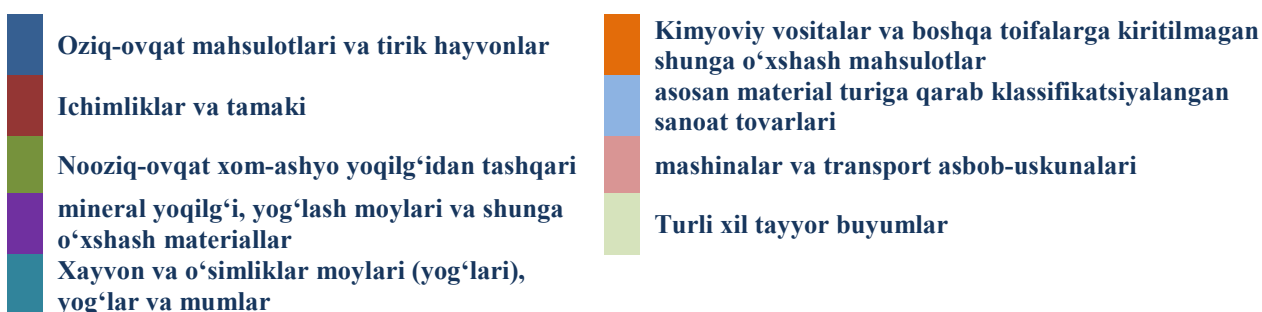 Oziq-ovqat mahsulotlari va tirik hayvonlar
Ichimliklar va tamaki
Nooziq-ovqat xom-ashyo yoqilg‘idan tashqari
mineral yoqilg‘i, yog‘lash moylari va shunga
o‘xshash materiallar
Xayvon va o‘simliklar moylari (yog‘lari),
yog‘lar va mumlar
Kimyoviy vositalar va boshqa toifalarga kiritilmagan
shunga o‘xshash mahsulotlar
asosan material turiga qarab klassifikatsiyalangan
sanoat tovarlari
mashinalar va transport asbob-uskunalari
Turli xil tayyor buyumlar